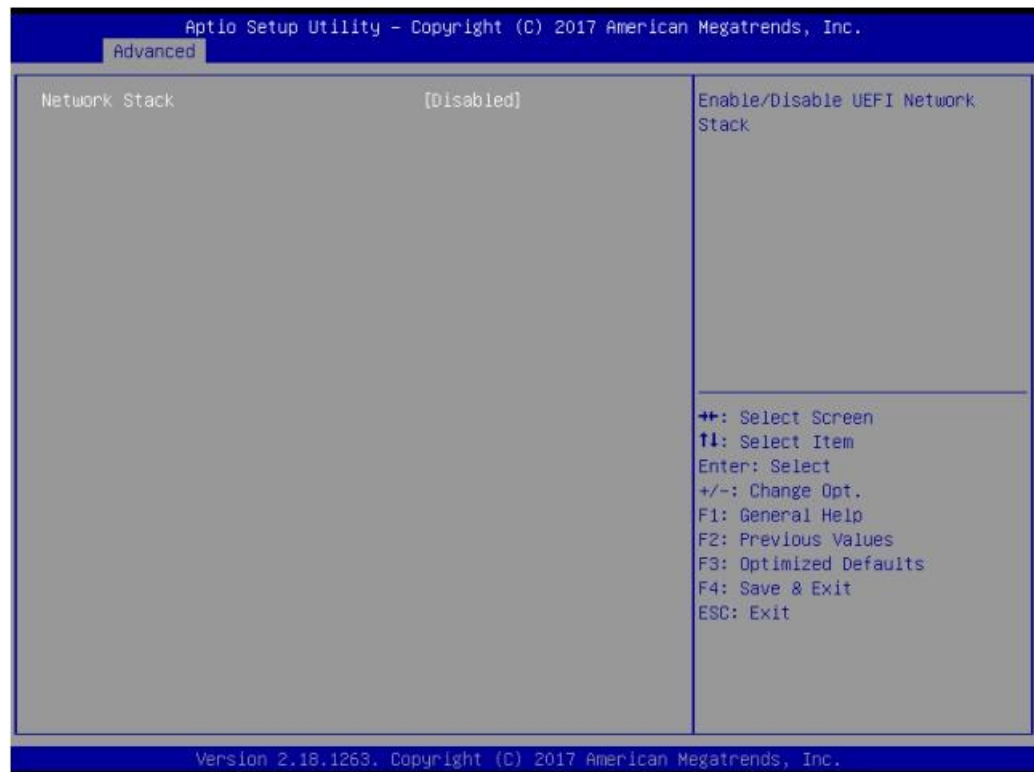 Aptio Setup Utility – Copyright (C) 2017 American Megatrends, Inc.
Advanced
Network Stack [Disabled]
Enable/Disable UEFI Network
Stack
→←: Select Screen
↑↓: Select Item
Enter: Select
+/-: Change Opt.
F1: General Help
F2: Previous Values
F3: Optimized Defaults
F4: Save & Exit
ESC: Exit
Version 2.18.1263. Copyright (C) 2017 American Megatrends, Inc.